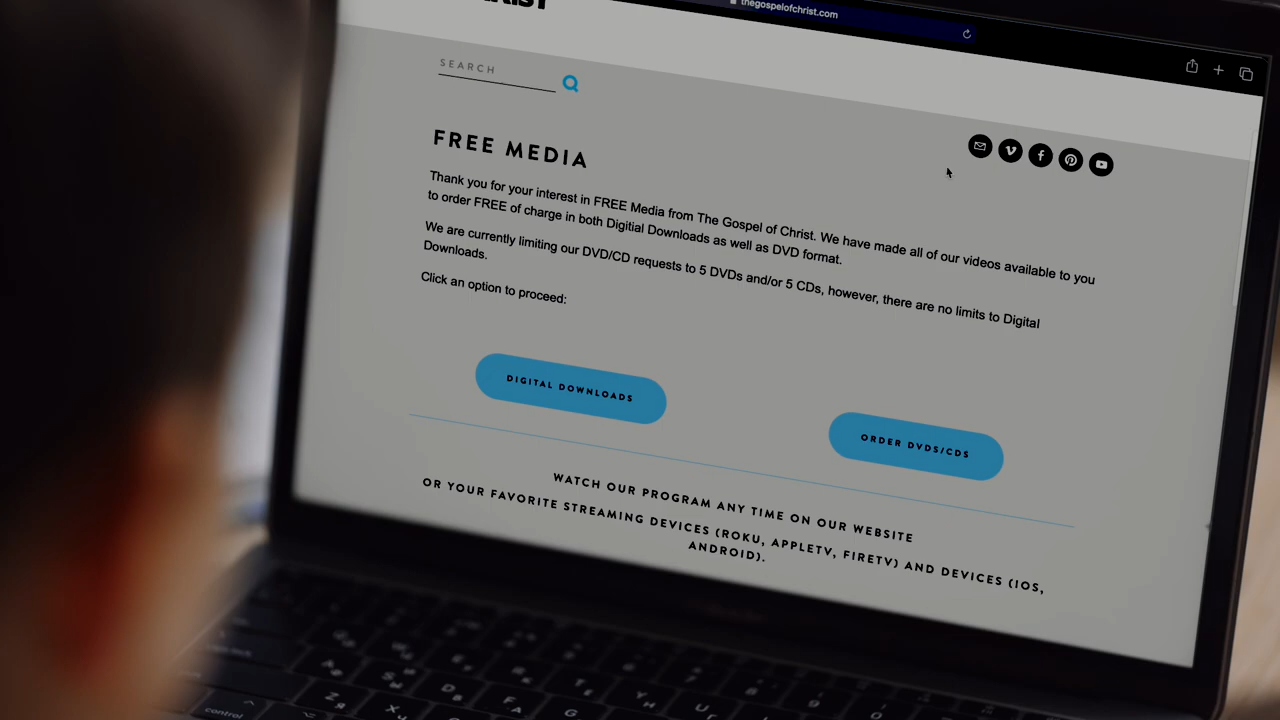 thegospelofchrist.com
SEARCH
FREE MEDIA
Thank you for your interest in FREE Media from The Gospel of Christ. We have made all of our videos available to you
to order FREE of charge in both Digitial Downloads as well as DVD format.
We are currently limiting our DVD/CD requests to 5 DVDs and/or 5 CDs, however, there are no limits to Digital
Downloads.
Click an option to proceed:
DIGITAL DOWNLOADS
ORDER DVDS/CDS
WATCH OUR PROGRAM ANY TIME ON OUR WEBSITE
OR YOUR FAVORITE STREAMING DEVICES (ROKU, APPLETV, FIRETV) AND DEVICES (IOS,
ANDROID).
control